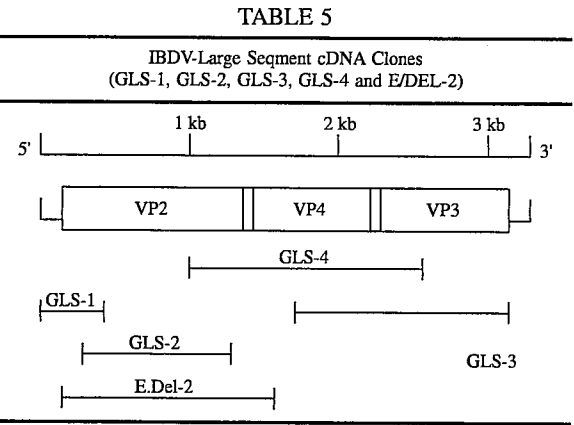 TABLE 5
IBDV-Large Seqment cDNA Clones
(GLS-1, GLS-2, GLS-3, GLS-4 and E/DEL-2)
1 kb 2 kb 3 kb
5' 3'
VP2 VP4 VP3
GLS-4
GLS-1
GLS-2
GLS-3
E.Del-2